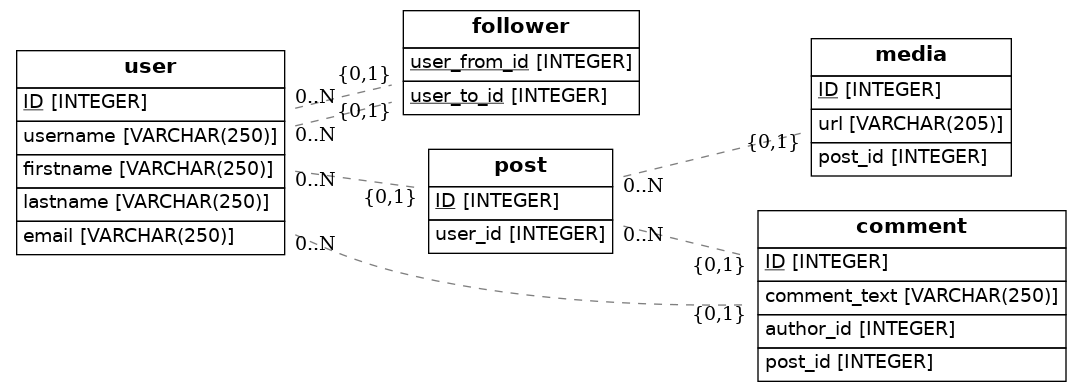 user
ID [INTEGER]
username [VARCHAR(250)]
firstname [VARCHAR(250)]
lastname [VARCHAR(250)]
email [VARCHAR(250)]
follower
user_from_id [INTEGER]
user_to_id [INTEGER]
{0,1}
0..N
{0,1}
0..N
post
ID [INTEGER]
user_id [INTEGER]
0..N
{0,1}
media
ID [INTEGER]
url [VARCHAR(205)]
post_id [INTEGER]
{0,1}
0..N
comment
ID [INTEGER]
comment_text [VARCHAR(250)]
author_id [INTEGER]
post_id [INTEGER]
0..N
{0,1}
0..N
{0,1}